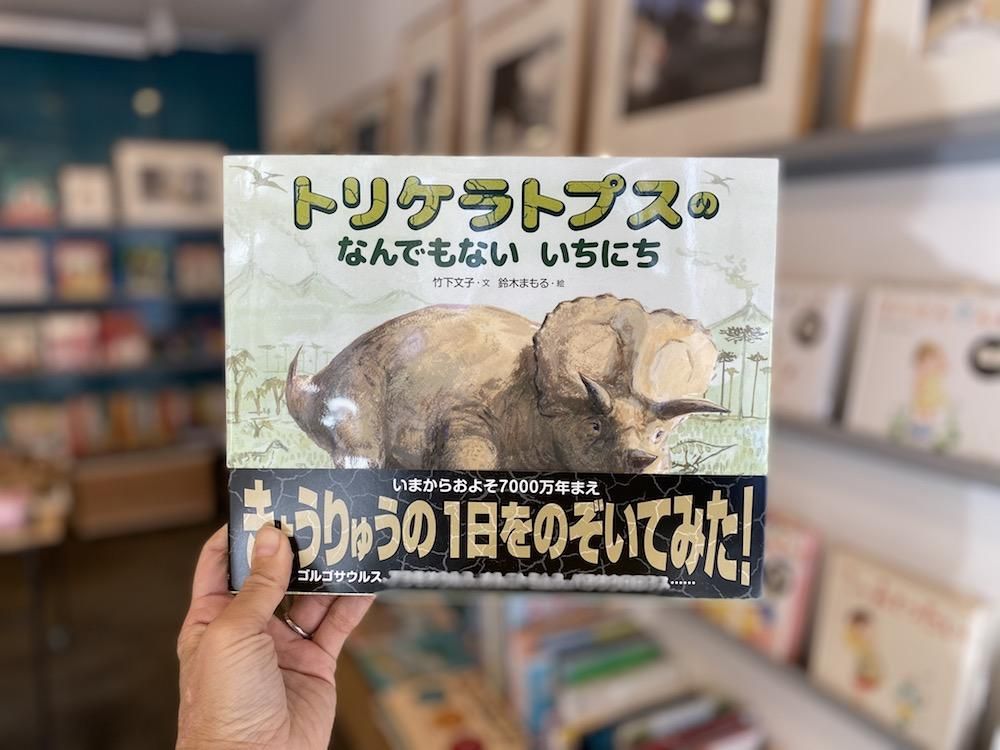 トリケラトプスの
なんでもない いちにち
竹下文子・文 鈴木まもる・絵
いまからおよそ7000万年まえ
きょうりゅうの1日をのぞいてみた!
ゴルゴサウルス